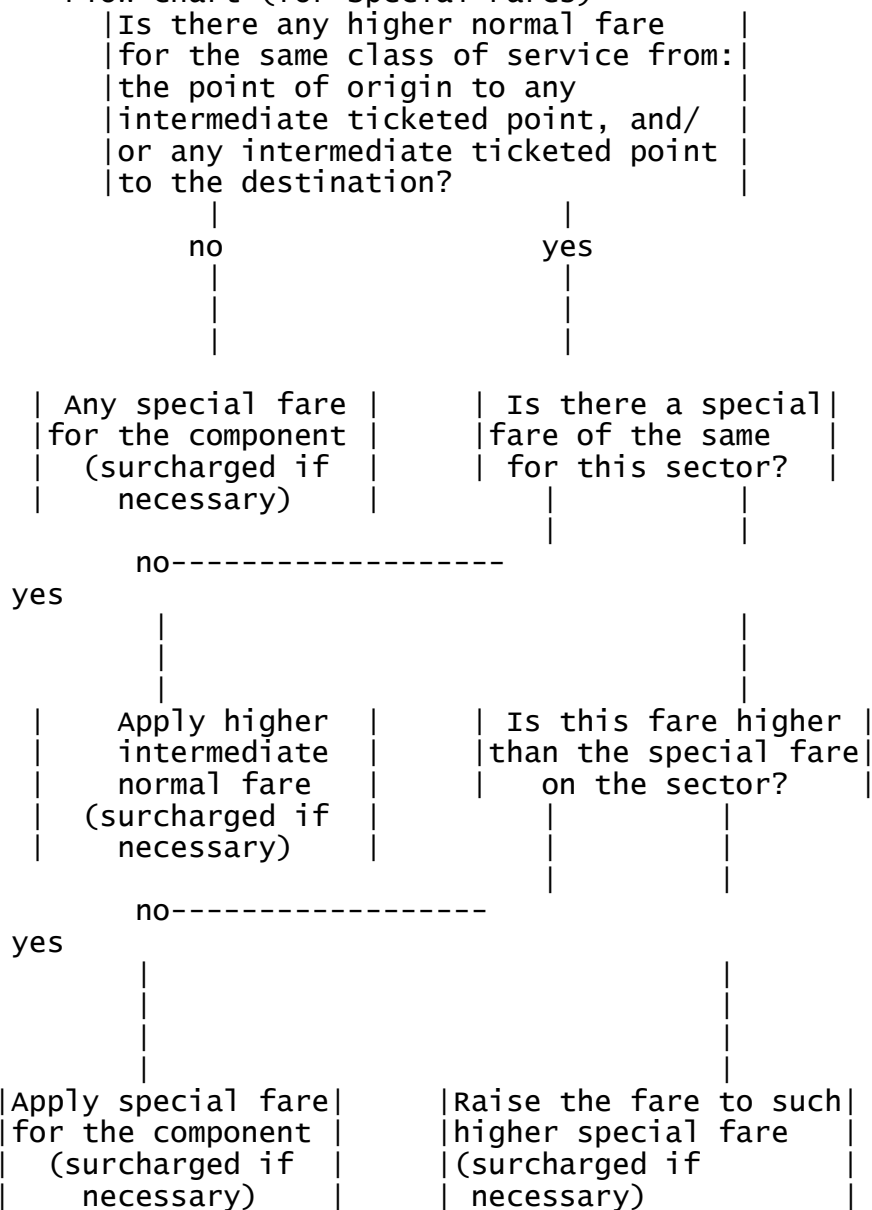 Flow Chart (for Special Fares)
|Is there any higher normal fare |
|for the same class of service from:|
|the point of origin to any |
|intermediate ticketed point, and/ |
|or any intermediate ticketed point |
|to the destination? |
| |
no yes
| |
| |
| |
| Any special fare | | Is there a special|
|for the component | |fare of the same |
| (surcharged if | | for this sector? |
| necessary) | | |
| |
no-------------------
yes
| |
| |
| |
| Apply higher | | Is this fare higher |
| intermediate | |than the special fare|
| normal fare | | on the sector? |
| (surcharged if | | |
| necessary) | | |
| |
no------------------
yes
| |
| |
| |
| |
|Apply special fare| |Raise the fare to such|
|for the component | |higher special fare |
| (surcharged if | |(surcharged if |
| necessary) | | necessary) |